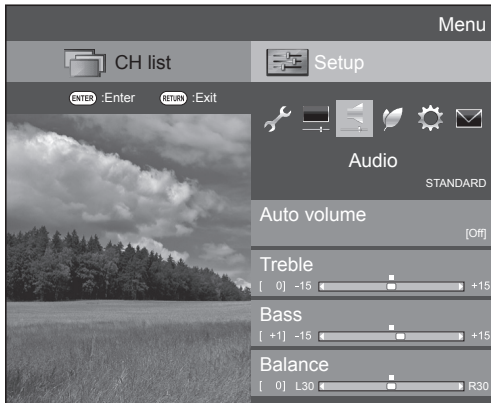 Menu
CH list
Setup
ENTER :Enter RETURN :Exit
Audio
STANDARD
Auto volume
[Off]
Treble
[ 0] -15 +15
Bass
[ +1] -15 +15
Balance
[ 0] L30 R30